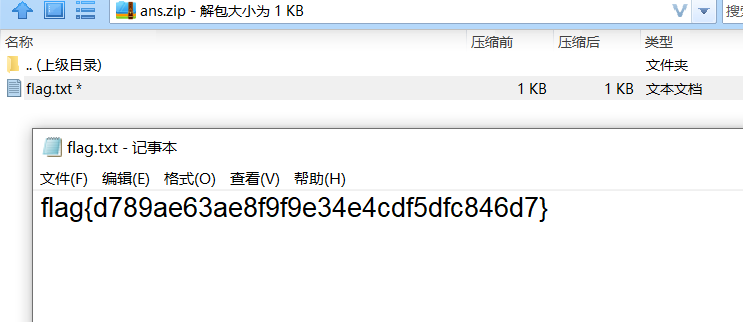 ans.zip - 解包大小为 1 KB
名称 压缩前 压缩后 类型
.. (上级目录) 文件夹
flag.txt * 1 KB 1 KB 文本文档
flag.txt - 记事本
文件(F) 编辑(E) 格式(O) 查看(V) 帮助(H)
flag{d789ae63ae8f9f9e34e4cdf5dfc846d7}